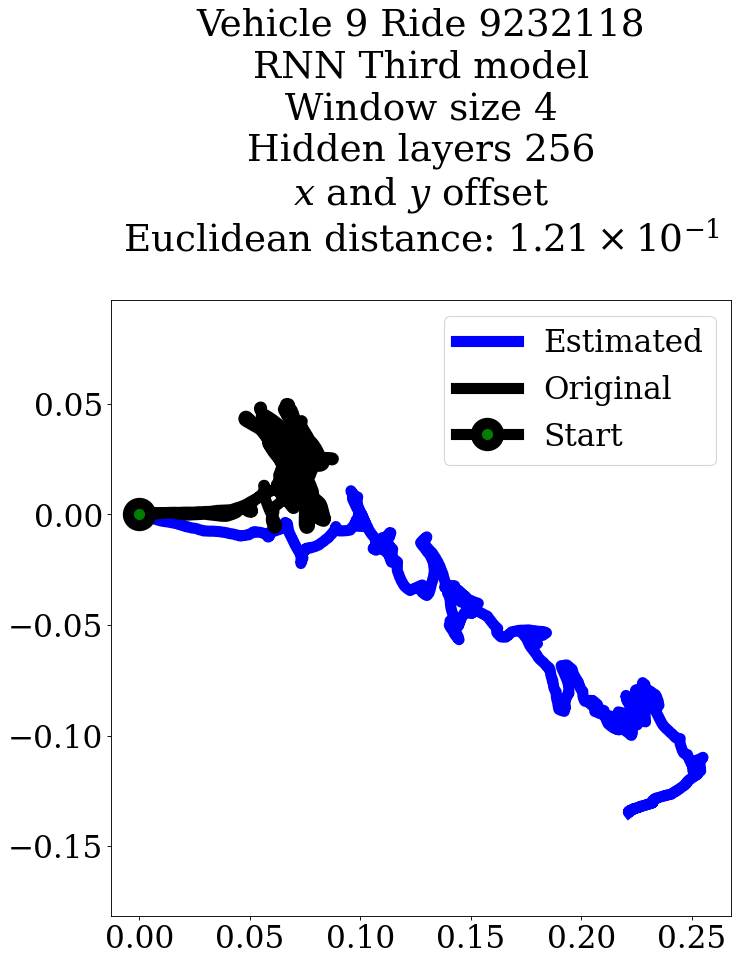 Vehicle 9 Ride 9232118
RNN Third model
Window size 4
Hidden layers 256
x and y offset
Euclidean distance: 1.21 × 10⁻¹
Estimated
Original
Start
0.05
0.00
−0.05
−0.10
−0.15
0.00 0.05 0.10 0.15 0.20 0.25